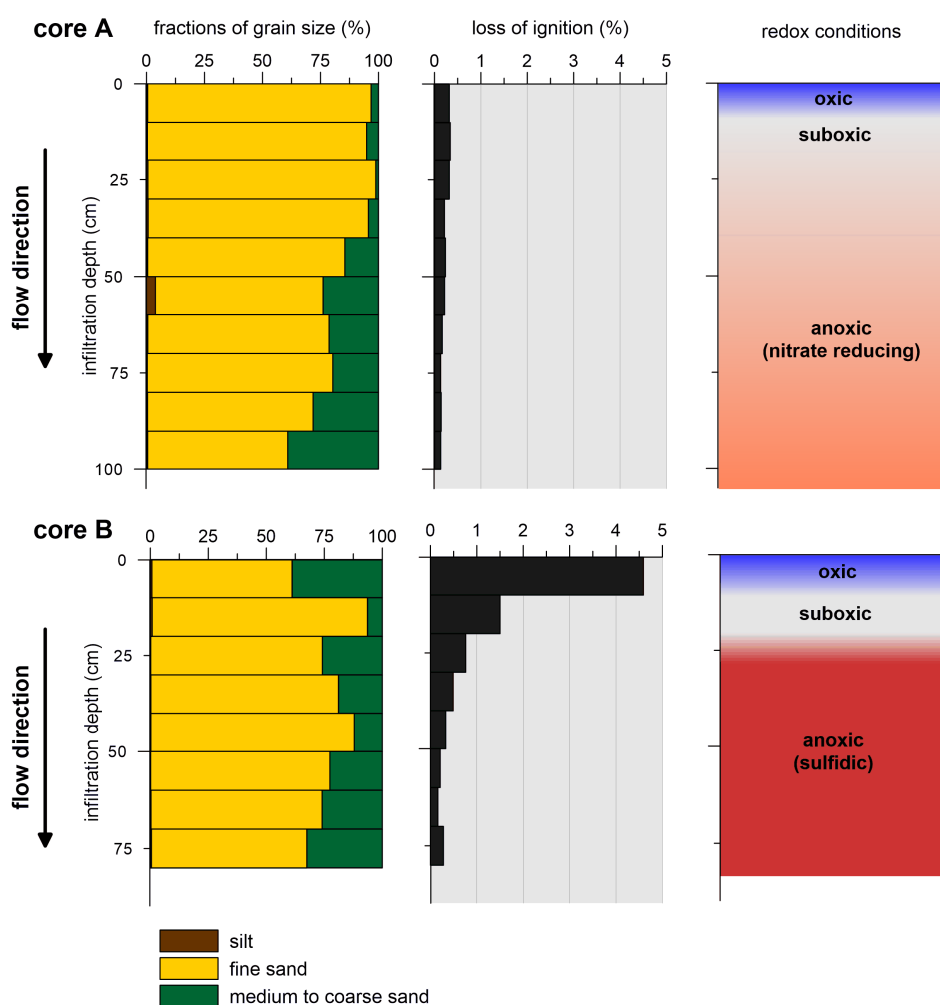 core A
fractions of grain size (%)
loss of ignition (%)
redox conditions
0 25 50 75 100
0 1 2 3 4 5
0
25
50
75
100
infiltration depth (cm)
flow direction
oxic
suboxic
anoxic
(nitrate reducing)
core B
0 25 50 75 100
0 1 2 3 4 5
0
25
50
75
infiltration depth (cm)
flow direction
oxic
suboxic
anoxic
(sulfidic)
silt
fine sand
medium to coarse sand